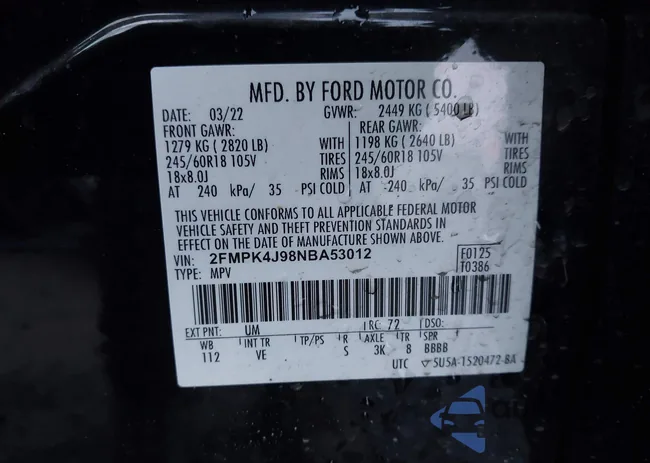 MFD. BY FORD MOTOR CO.
DATE: 03/22 GVWR: 2449 KG ( 5400 LB)
FRONT GAWR: REAR GAWR:
1279 KG ( 2820 LB) WITH 1198 KG ( 2640 LB) WITH
245/60R18 105V TIRES 245/60R18 105V TIRES
18x8.0J RIMS 18x8.0J RIMS
AT 240 kPa/ 35 PSI COLD AT 240 kPa/ 35 PSI COLD
THIS VEHICLE CONFORMS TO ALL APPLICABLE FEDERAL MOTOR
VEHICLE SAFETY AND THEFT PREVENTION STANDARDS IN
EFFECT ON THE DATE OF MANUFACTURE SHOWN ABOVE.
VIN: 2FMPK4J98NBA53012 F0125
TYPE: MPV T0386
EXT PNT: UM RC: 72 DSO:
WB INT TR TP/PS R AXLE TR SPR
112 VE S 3K 8 BBBB
UTC 5U5A-1520472-BA